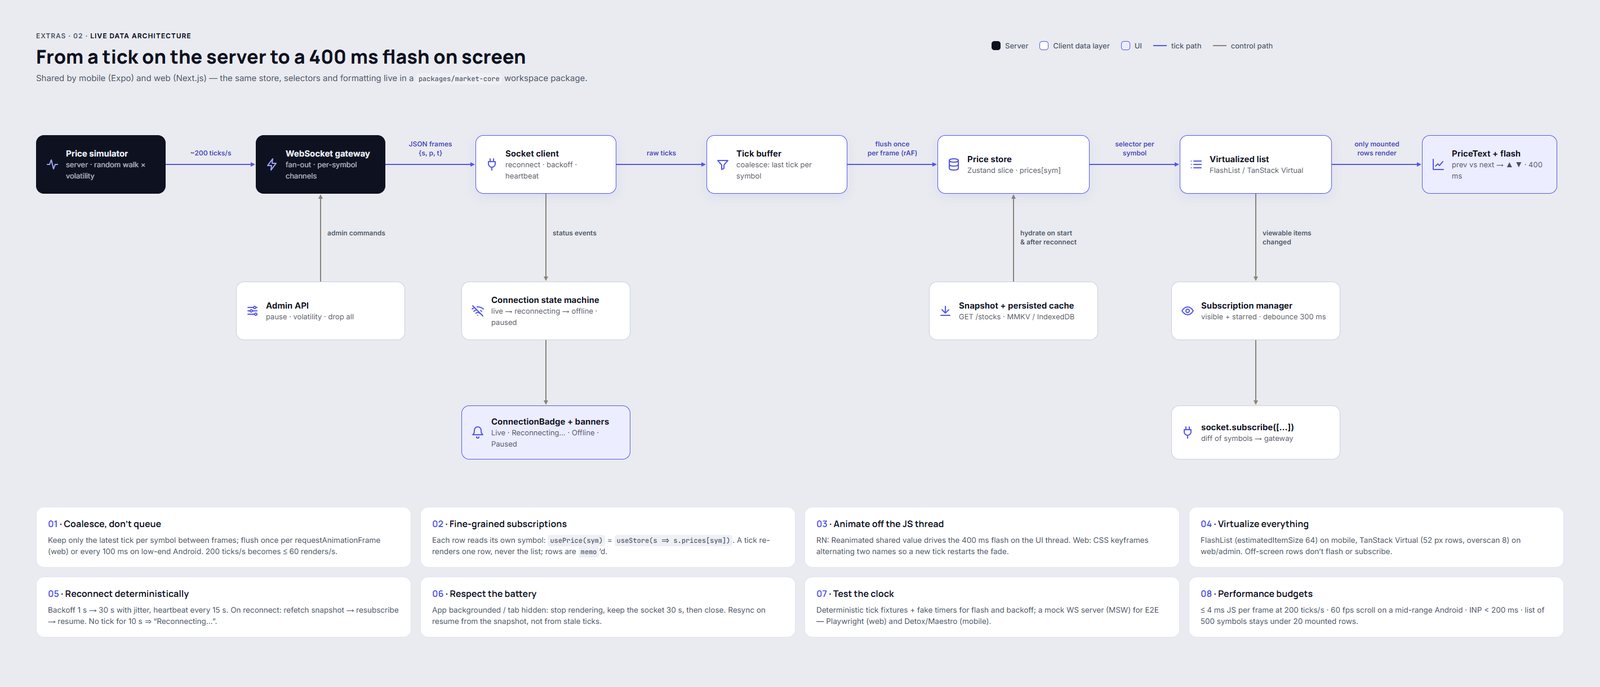 EXTRAS · 02 · LIVE DATA ARCHITECTURE
From a tick on the server to a 400 ms flash on screen
Shared by mobile (Expo) and web (Next.js) — the same store, selectors and formatting live in a packages/market-core workspace package.
Server
Client data layer
UI
tick path
control path
Price simulator
server · random walk ×
volatility
~200 ticks/s
WebSocket gateway
fan-out · per-symbol
channels
JSON frames
{s, p, t}
Socket client
reconnect · backoff ·
heartbeat
raw ticks
Tick buffer
coalesce: last tick per
symbol
flush once
per frame (rAF)
Price store
Zustand slice · prices[sym]
selector per
symbol
Virtualized list
FlashList / TanStack Virtual
only mounted
rows render
PriceText + flash
prev vs next → ▲ ▼ · 400
ms
admin commands
status events
hydrate on start
& after reconnect
viewable items
changed
Admin API
pause · volatility · drop all
Connection state machine
live → reconnecting → offline ·
paused
Snapshot + persisted cache
GET /stocks · MMKV / IndexedDB
Subscription manager
visible + starred · debounce 300 ms
ConnectionBadge + banners
Live · Reconnecting… · Offline ·
Paused
socket.subscribe([…])
diff of symbols → gateway
01 · Coalesce, don't queue
Keep only the latest tick per symbol between frames; flush once per requestAnimationFrame
(web) or every 100 ms on low-end Android. 200 ticks/s becomes ≤ 60 renders/s.
02 · Fine-grained subscriptions
Each row reads its own symbol: usePrice(sym) = useStore(s ⇒ s.prices[sym]). A tick re-
renders one row, never the list; rows are memo'd.
03 · Animate off the JS thread
RN: Reanimated shared value drives the 400 ms flash on the UI thread. Web: CSS keyframes
alternating two names so a new tick restarts the fade.
04 · Virtualize everything
FlashList (estimatedItemSize 64) on mobile, TanStack Virtual (52 px rows, overscan 8) on
web/admin. Off-screen rows don't flash or subscribe.
05 · Reconnect deterministically
Backoff 1 s → 30 s with jitter, heartbeat every 15 s. On reconnect: refetch snapshot → resubscribe
→ resume. No tick for 10 s ⇒ "Reconnecting…".
06 · Respect the battery
App backgrounded / tab hidden: stop rendering, keep the socket 30 s, then close. Resync on
resume from the snapshot, not from stale ticks.
07 · Test the clock
Deterministic tick fixtures + fake timers for flash and backoff; a mock WS server (MSW) for E2E
— Playwright (web) and Detox/Maestro (mobile).
08 · Performance budgets
≤ 4 ms JS per frame at 200 ticks/s · 60 fps scroll on a mid-range Android · INP < 200 ms · list of
500 symbols stays under 20 mounted rows.